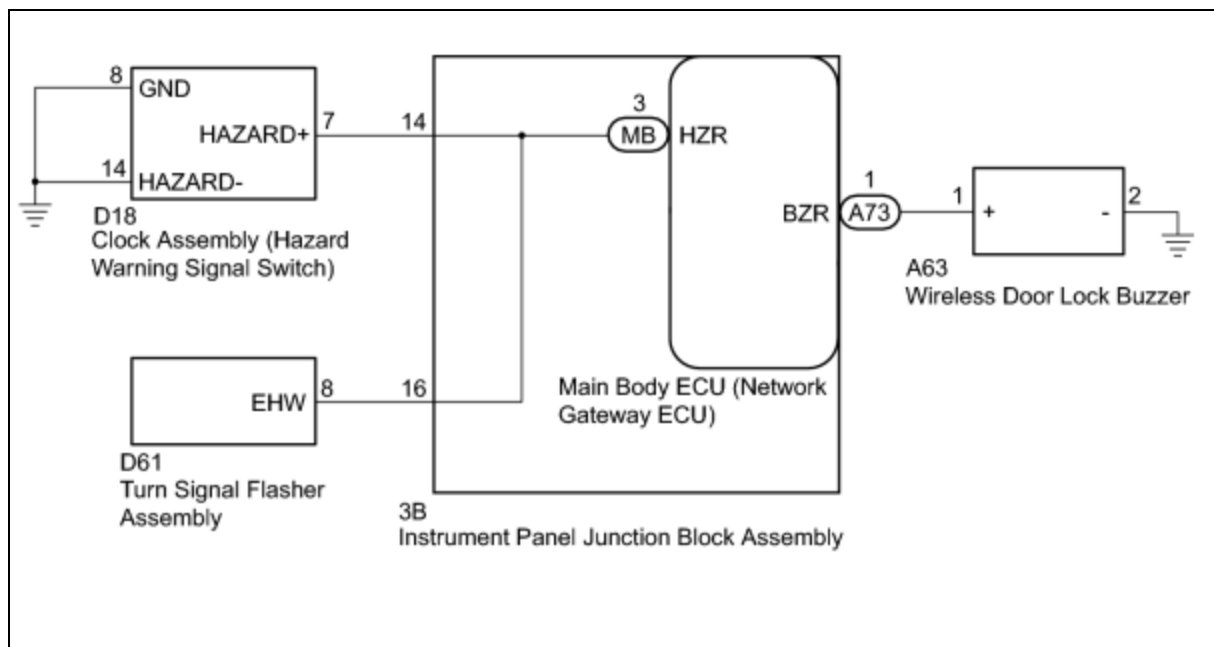 8
GND
HAZARD+
7
14
HAZARD-
D18
Clock Assembly (Hazard
Warning Signal Switch)
14
3
MB
HZR
BZR
1
A73
1
+
-
2
A63
Wireless Door Lock Buzzer
EHW
8
16
D61
Turn Signal Flasher
Assembly
Main Body ECU (Network
Gateway ECU)
3B
Instrument Panel Junction Block Assembly